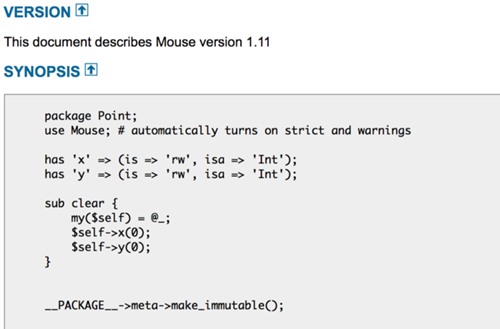 VERSION
This document describes Mouse version 1.11
SYNOPSIS
package Point;
use Mouse; # automatically turns on strict and warnings
has 'x' => (is => 'rw', isa => 'Int');
has 'y' => (is => 'rw', isa => 'Int');
sub clear {
    my($self) = @_;
    $self->x(0);
    $self->y(0);
}
__PACKAGE__->meta->make_immutable();